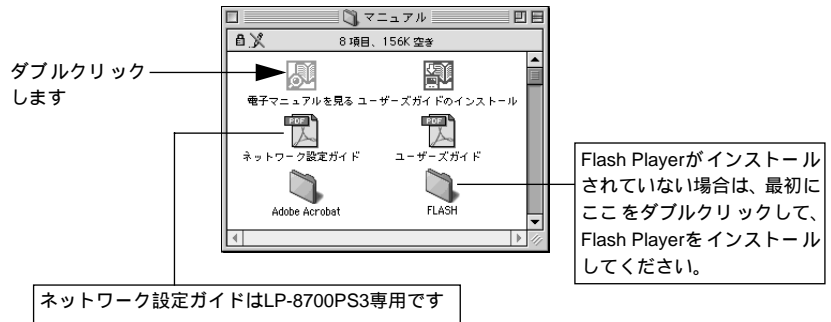 マニュアル
8項目、156K空き
ダブルクリック
します
電子マニュアルを見る ユーザーズガイドのインストール
PDF PDF
ネットワーク設定ガイド ユーザーズガイド
Adobe Acrobat FLASH
Flash Playerがインストール
されていない場合は、最初に
ここをダブルクリックして、
Flash Playerをインストール
してください。
ネットワーク設定ガイドはLP-8700PS3専用です